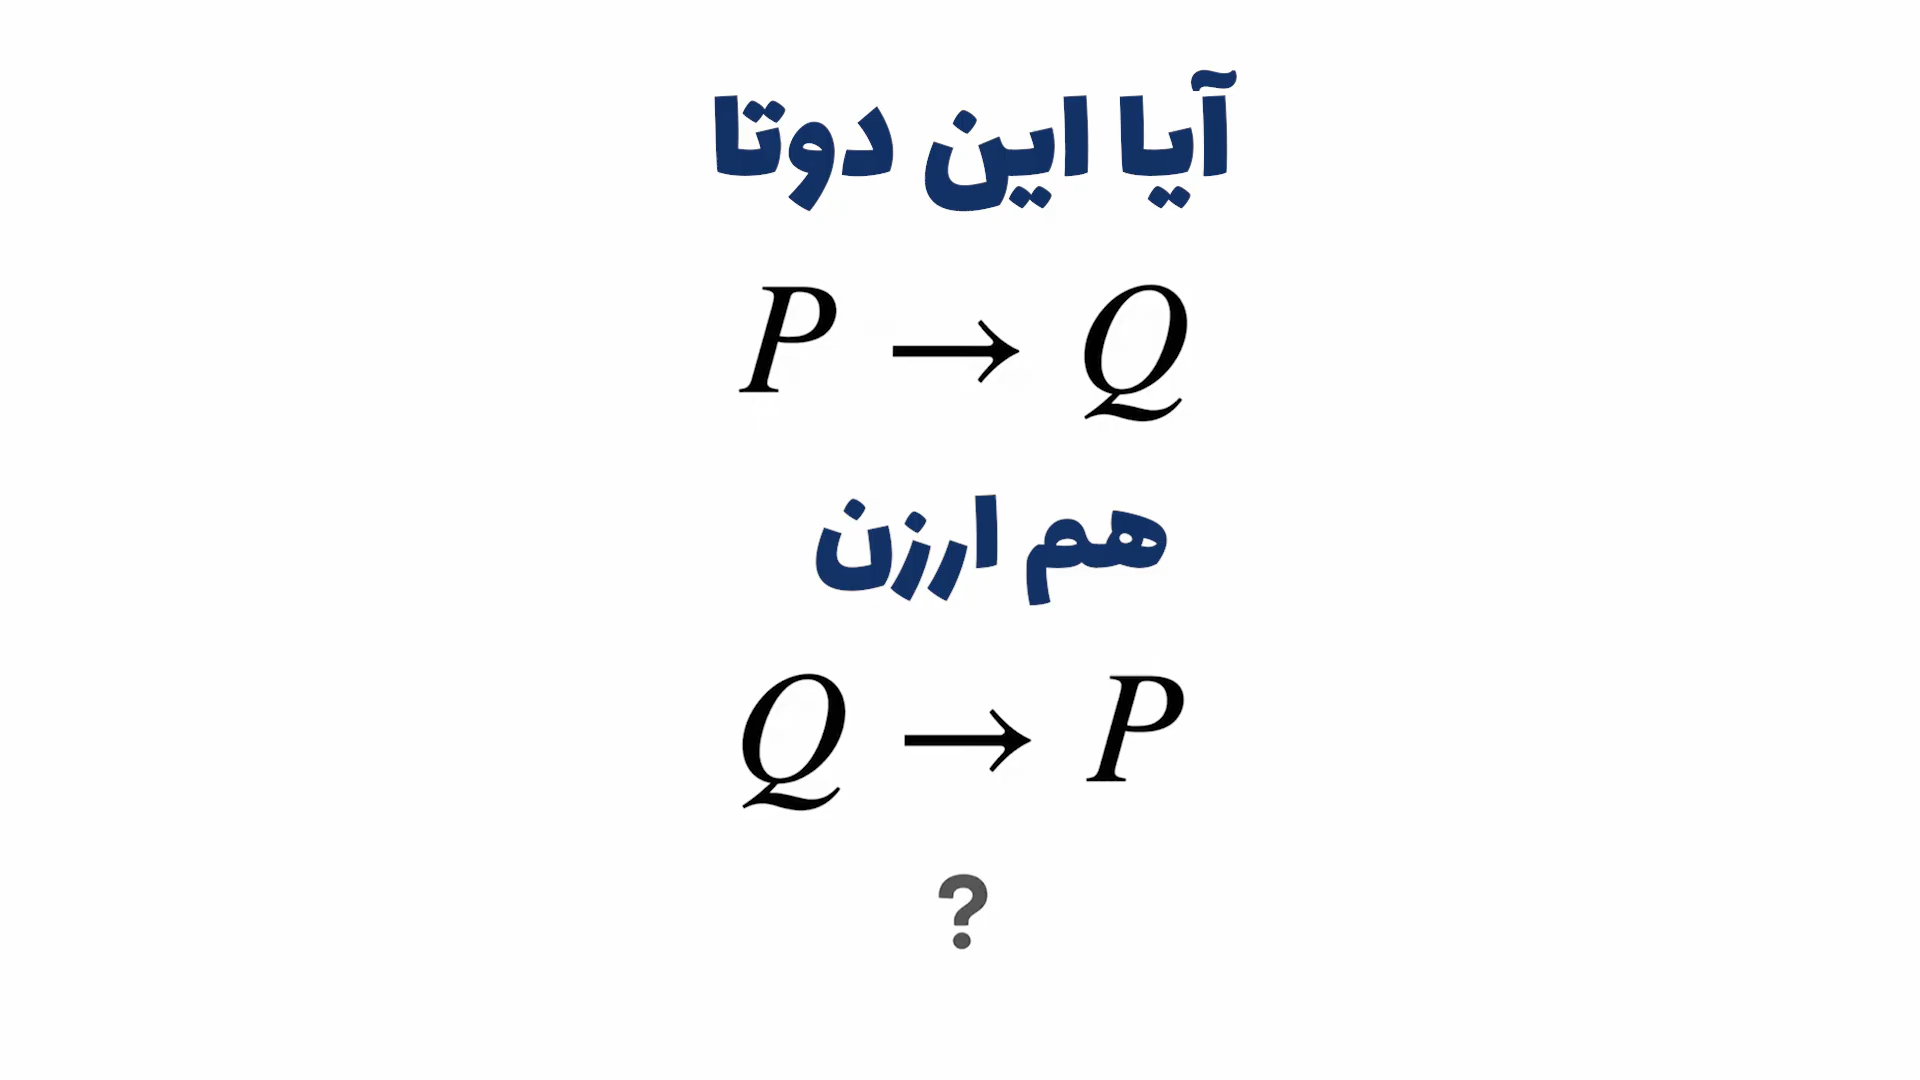 آیا این دوتا
P → Q
هم ارزن
Q → P
?